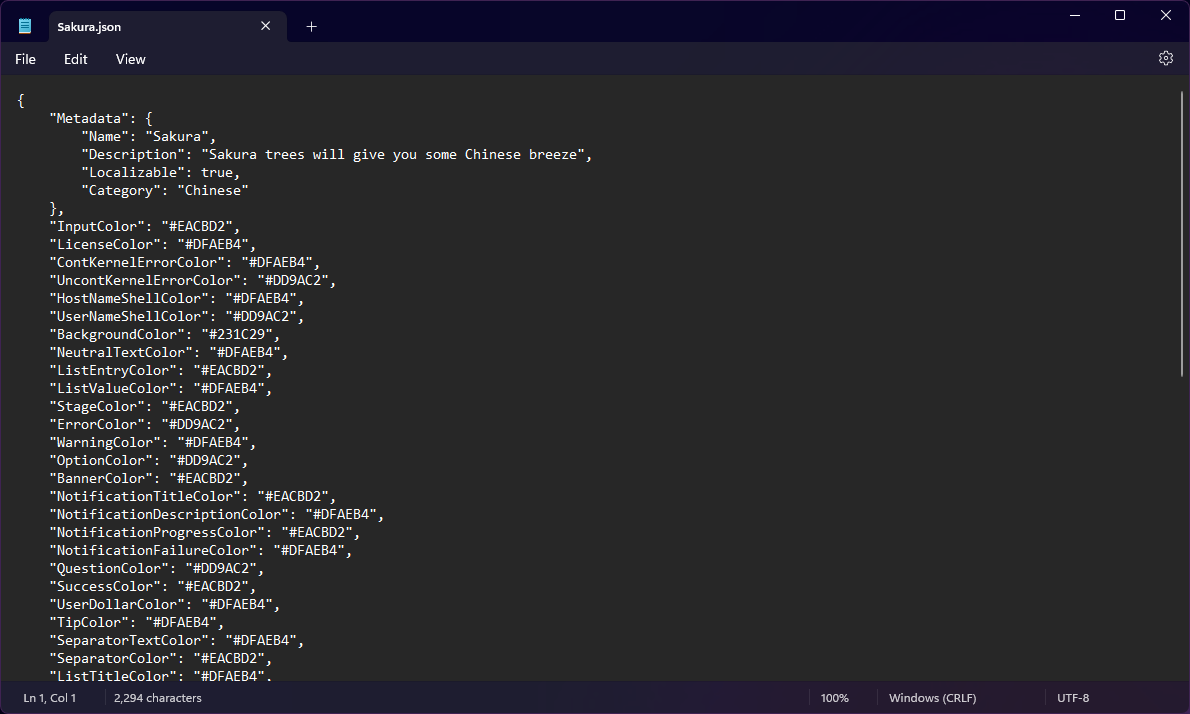 Sakura.json
File Edit View
{
    "Metadata": {
        "Name": "Sakura",
        "Description": "Sakura trees will give you some Chinese breeze",
        "Localizable": true,
        "Category": "Chinese"
    },
    "InputColor": "#EACBD2",
    "LicenseColor": "#DFAEB4",
    "ContKernelErrorColor": "#DFAEB4",
    "UncontKernelErrorColor": "#DD9AC2",
    "HostNameShellColor": "#DFAEB4",
    "UserNameShellColor": "#DD9AC2",
    "BackgroundColor": "#231C29",
    "NeutralTextColor": "#DFAEB4",
    "ListEntryColor": "#EACBD2",
    "ListValueColor": "#DFAEB4",
    "StageColor": "#EACBD2",
    "ErrorColor": "#DD9AC2",
    "WarningColor": "#DFAEB4",
    "OptionColor": "#DD9AC2",
    "BannerColor": "#EACBD2",
    "NotificationTitleColor": "#EACBD2",
    "NotificationDescriptionColor": "#DFAEB4",
    "NotificationProgressColor": "#EACBD2",
    "NotificationFailureColor": "#DFAEB4",
    "QuestionColor": "#DD9AC2",
    "SuccessColor": "#EACBD2",
    "UserDollarColor": "#DFAEB4",
    "TipColor": "#DFAEB4",
    "SeparatorTextColor": "#DFAEB4",
    "SeparatorColor": "#EACBD2",
    "ListTitleColor": "#DFAEB4",
Ln 1, Col 1 2,294 characters 100% Windows (CRLF) UTF-8